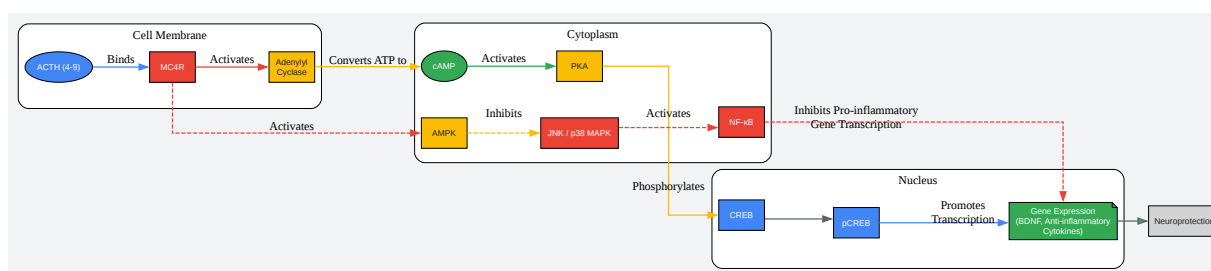 Cell Membrane
ACTH (4-9)
Binds
MC4R
Activates
Adenylyl
Cyclase
Converts ATP to
Activates
Cytoplasm
cAMP
Activates
PKA
AMPK
Inhibits
JNK / p38 MAPK
Activates
NF-κB
Inhibits Pro-inflammatory
Gene Transcription
Phosphorylates
Nucleus
CREB
pCREB
Promotes
Transcription
Gene Expression
(BDNF, Anti-inflammatory
Cytokines)
Neuroprotection